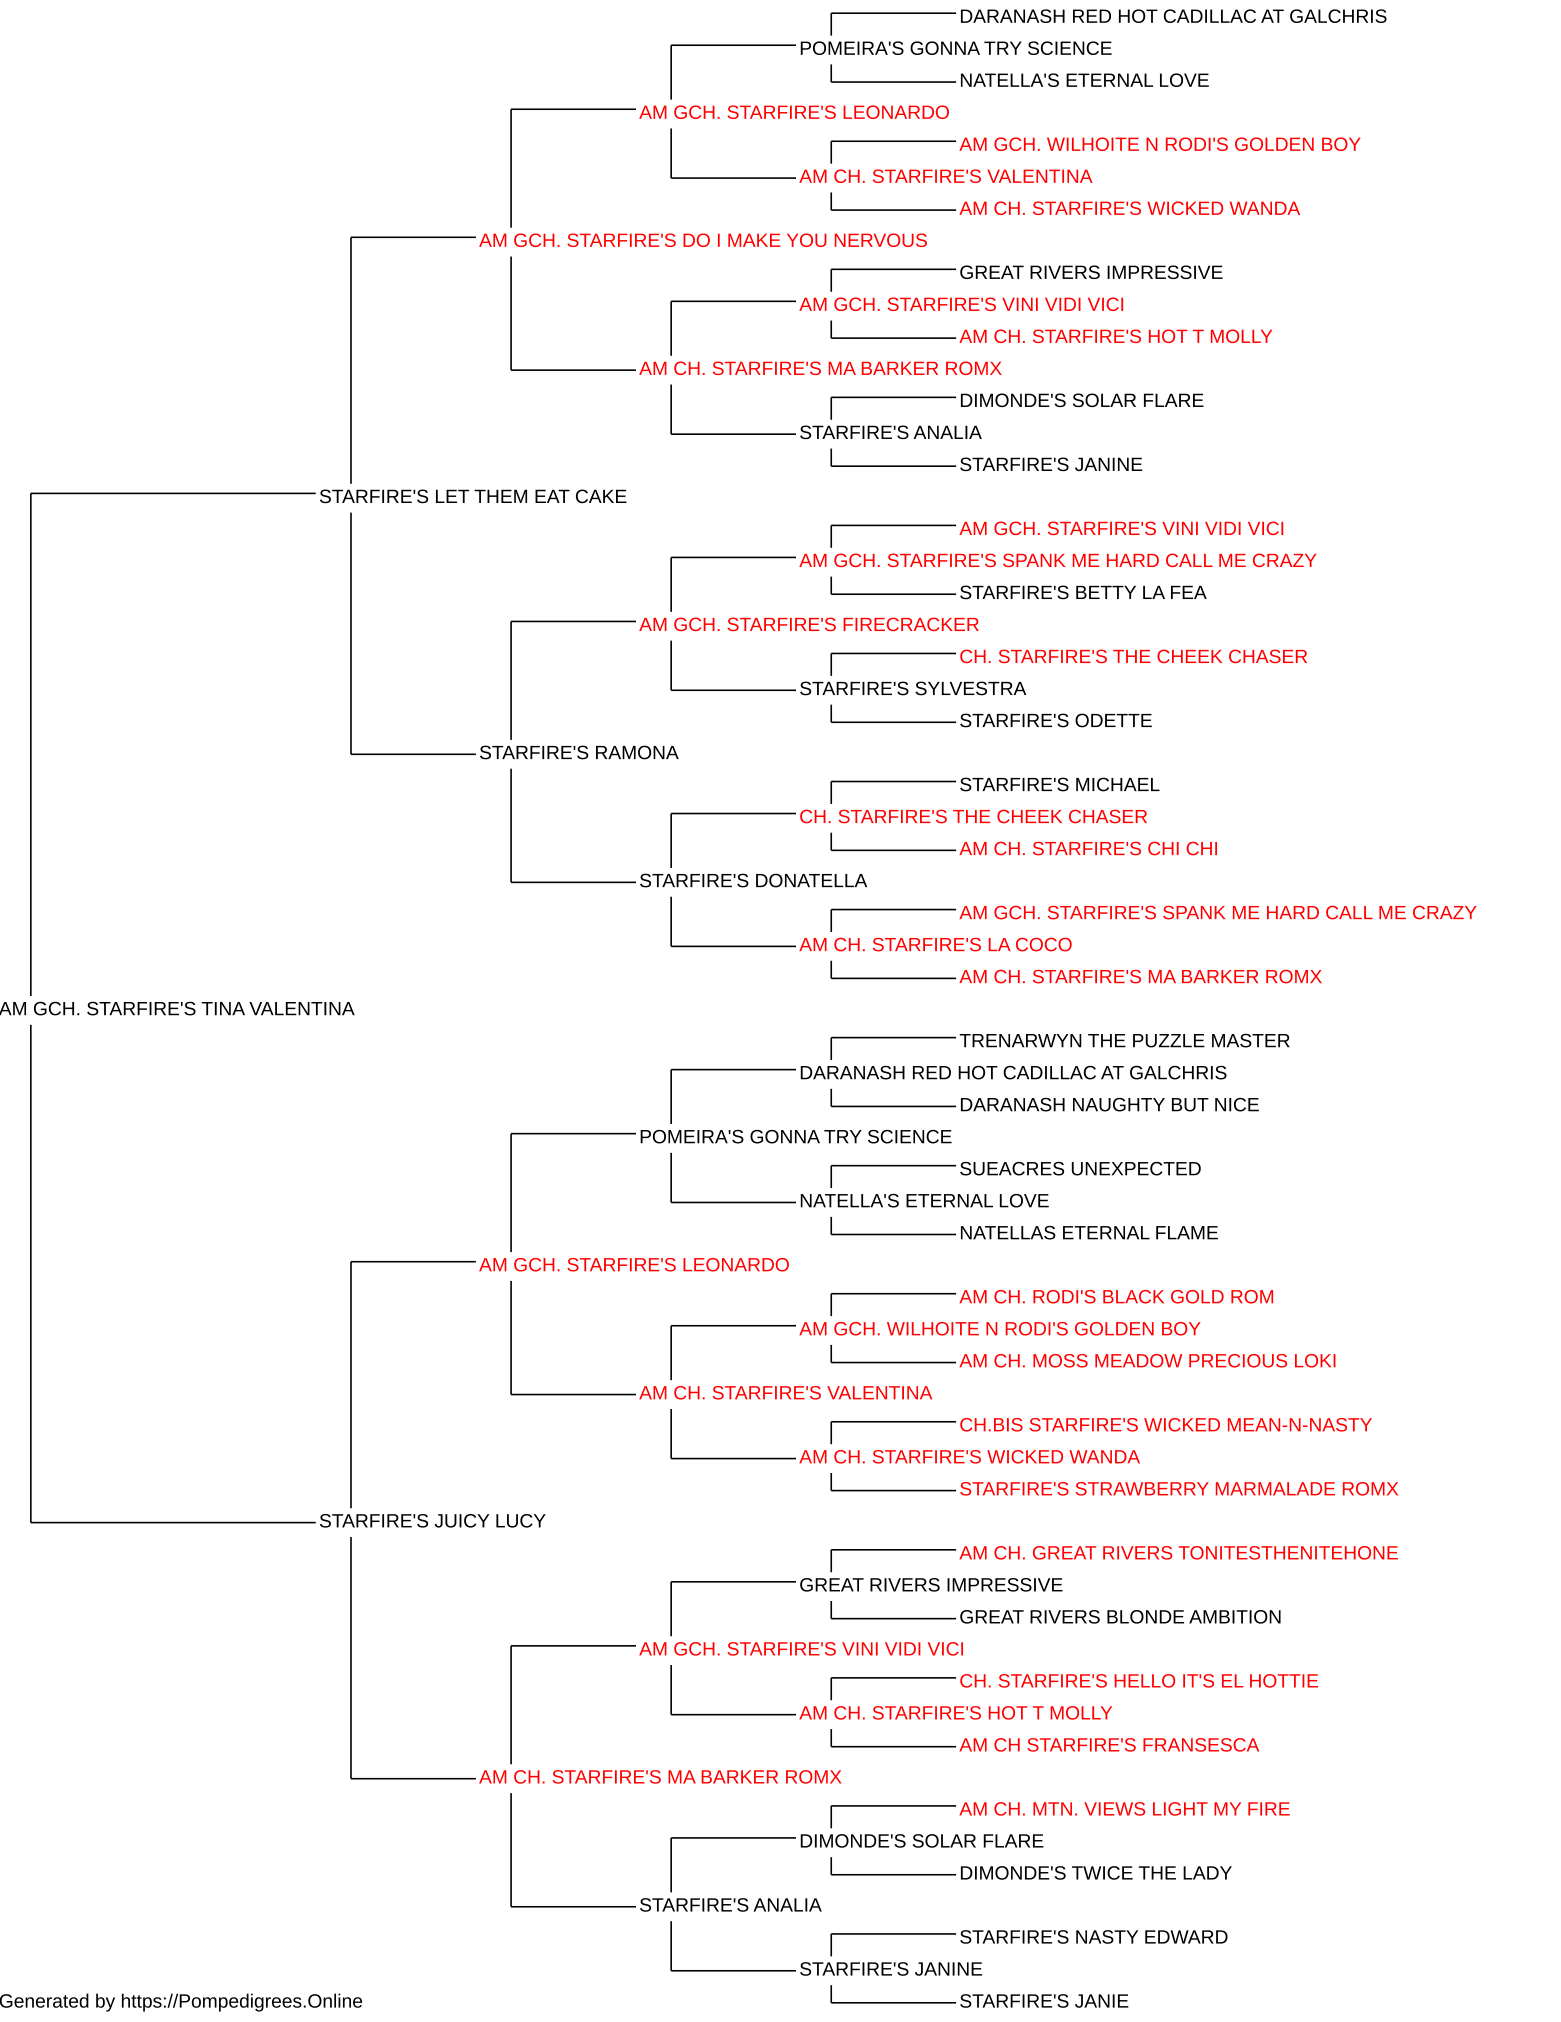 DARANASH RED HOT CADILLAC AT GALCHRIS
POMEIRA'S GONNA TRY SCIENCE
NATELLA'S ETERNAL LOVE
AM GCH. STARFIRE'S LEONARDO
AM GCH. WILHOITE N RODI'S GOLDEN BOY
AM CH. STARFIRE'S VALENTINA
AM CH. STARFIRE'S WICKED WANDA
AM GCH. STARFIRE'S DO I MAKE YOU NERVOUS
GREAT RIVERS IMPRESSIVE
AM GCH. STARFIRE'S VINI VIDI VICI
AM CH. STARFIRE'S HOT T MOLLY
AM CH. STARFIRE'S MA BARKER ROMX
DIMONDE'S SOLAR FLARE
STARFIRE'S ANALIA
STARFIRE'S JANINE
STARFIRE'S LET THEM EAT CAKE
AM GCH. STARFIRE'S VINI VIDI VICI
AM GCH. STARFIRE'S SPANK ME HARD CALL ME CRAZY
STARFIRE'S BETTY LA FEA
AM GCH. STARFIRE'S FIRECRACKER
CH. STARFIRE'S THE CHEEK CHASER
STARFIRE'S SYLVESTRA
STARFIRE'S ODETTE
STARFIRE'S RAMONA
STARFIRE'S MICHAEL
CH. STARFIRE'S THE CHEEK CHASER
AM CH. STARFIRE'S CHI CHI
STARFIRE'S DONATELLA
AM GCH. STARFIRE'S SPANK ME HARD CALL ME CRAZY
AM CH. STARFIRE'S LA COCO
AM CH. STARFIRE'S MA BARKER ROMX
AM GCH. STARFIRE'S TINA VALENTINA
TRENARWYN THE PUZZLE MASTER
DARANASH RED HOT CADILLAC AT GALCHRIS
DARANASH NAUGHTY BUT NICE
POMEIRA'S GONNA TRY SCIENCE
SUEACRES UNEXPECTED
NATELLA'S ETERNAL LOVE
NATELLAS ETERNAL FLAME
AM GCH. STARFIRE'S LEONARDO
AM CH. RODI'S BLACK GOLD ROM
AM GCH. WILHOITE N RODI'S GOLDEN BOY
AM CH. MOSS MEADOW PRECIOUS LOKI
AM CH. STARFIRE'S VALENTINA
CH.BIS STARFIRE'S WICKED MEAN-N-NASTY
AM CH. STARFIRE'S WICKED WANDA
STARFIRE'S STRAWBERRY MARMALADE ROMX
STARFIRE'S JUICY LUCY
AM CH. GREAT RIVERS TONITESTHENITEHONE
GREAT RIVERS IMPRESSIVE
GREAT RIVERS BLONDE AMBITION
AM GCH. STARFIRE'S VINI VIDI VICI
CH. STARFIRE'S HELLO IT'S EL HOTTIE
AM CH. STARFIRE'S HOT T MOLLY
AM CH STARFIRE'S FRANSESCA
AM CH. STARFIRE'S MA BARKER ROMX
AM CH. MTN. VIEWS LIGHT MY FIRE
DIMONDE'S SOLAR FLARE
DIMONDE'S TWICE THE LADY
STARFIRE'S ANALIA
STARFIRE'S NASTY EDWARD
STARFIRE'S JANINE
STARFIRE'S JANIE
Generated by https://Pompedigrees.Online